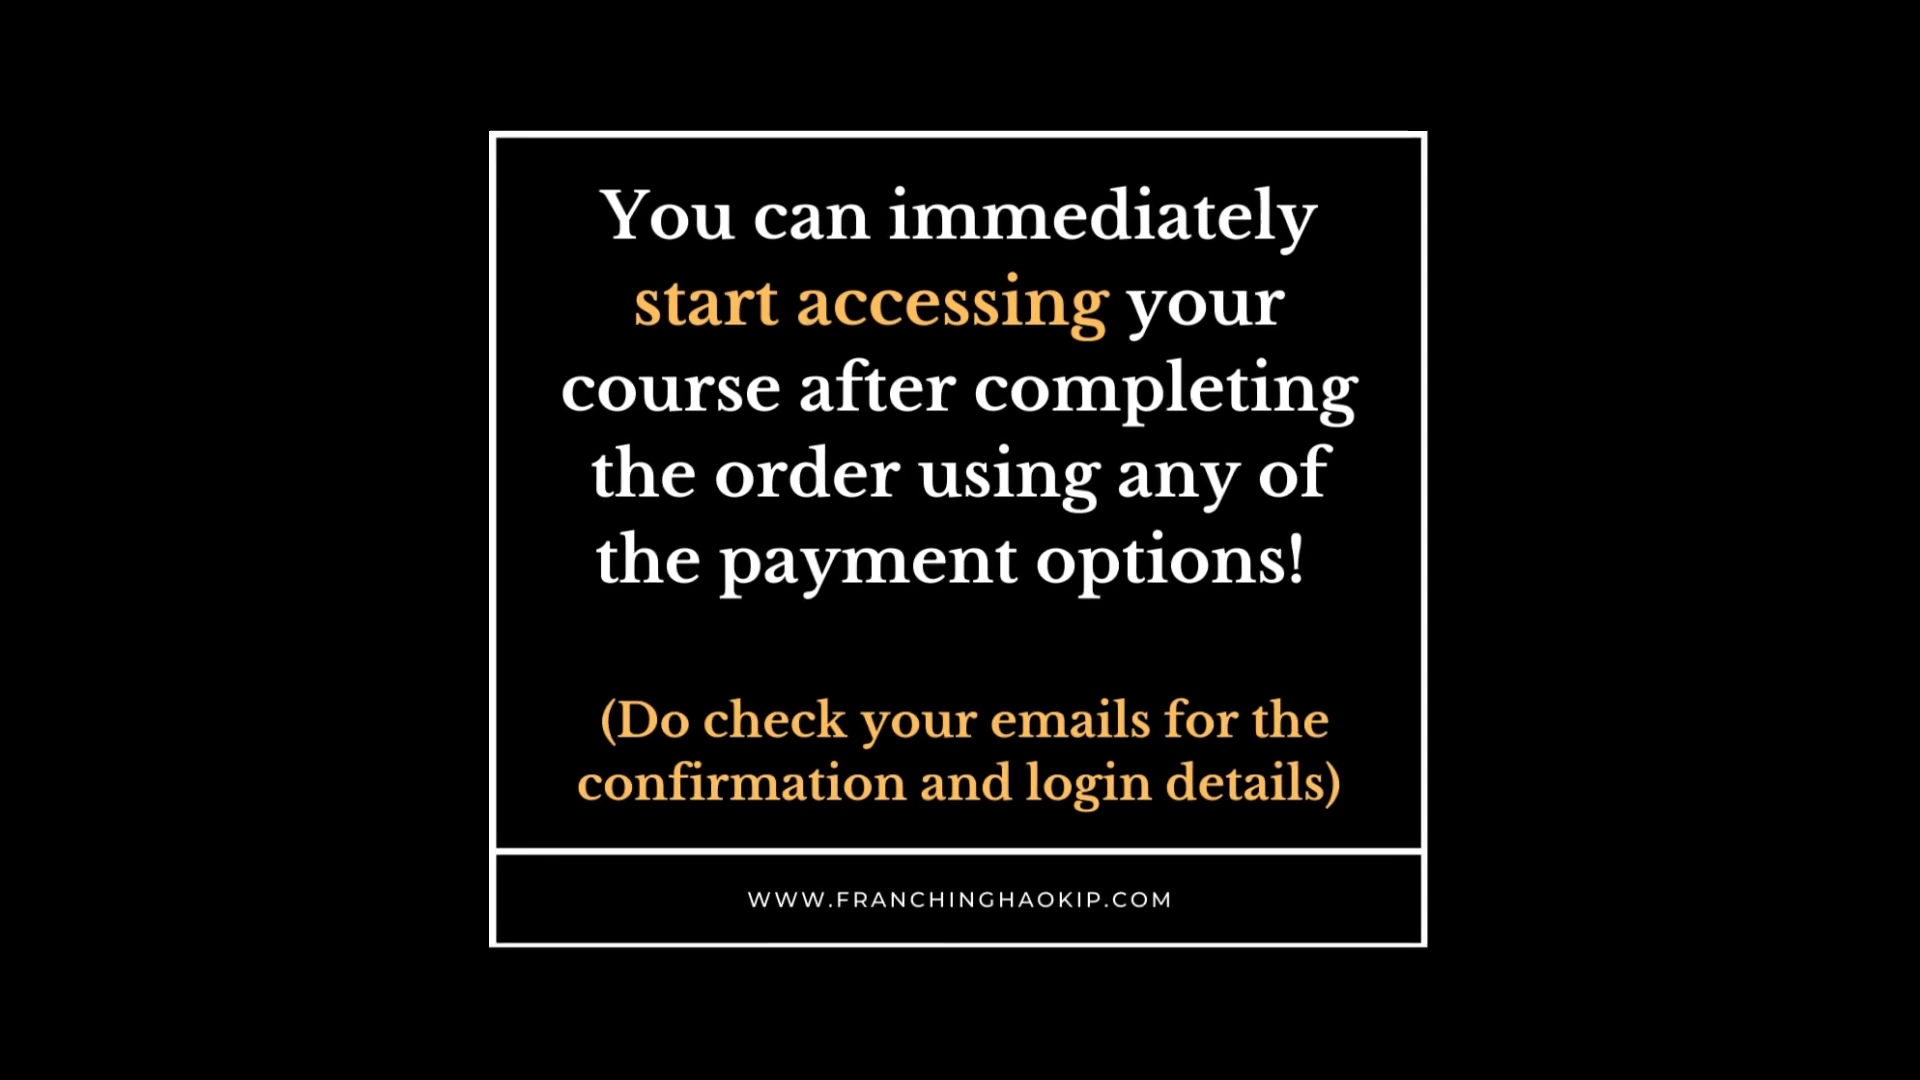 You can immediately
start accessing your
course after completing
the order using any of
the payment options!
(Do check your emails for the
confirmation and login details)
WWW.FRANCHINGHAOKIP.COM